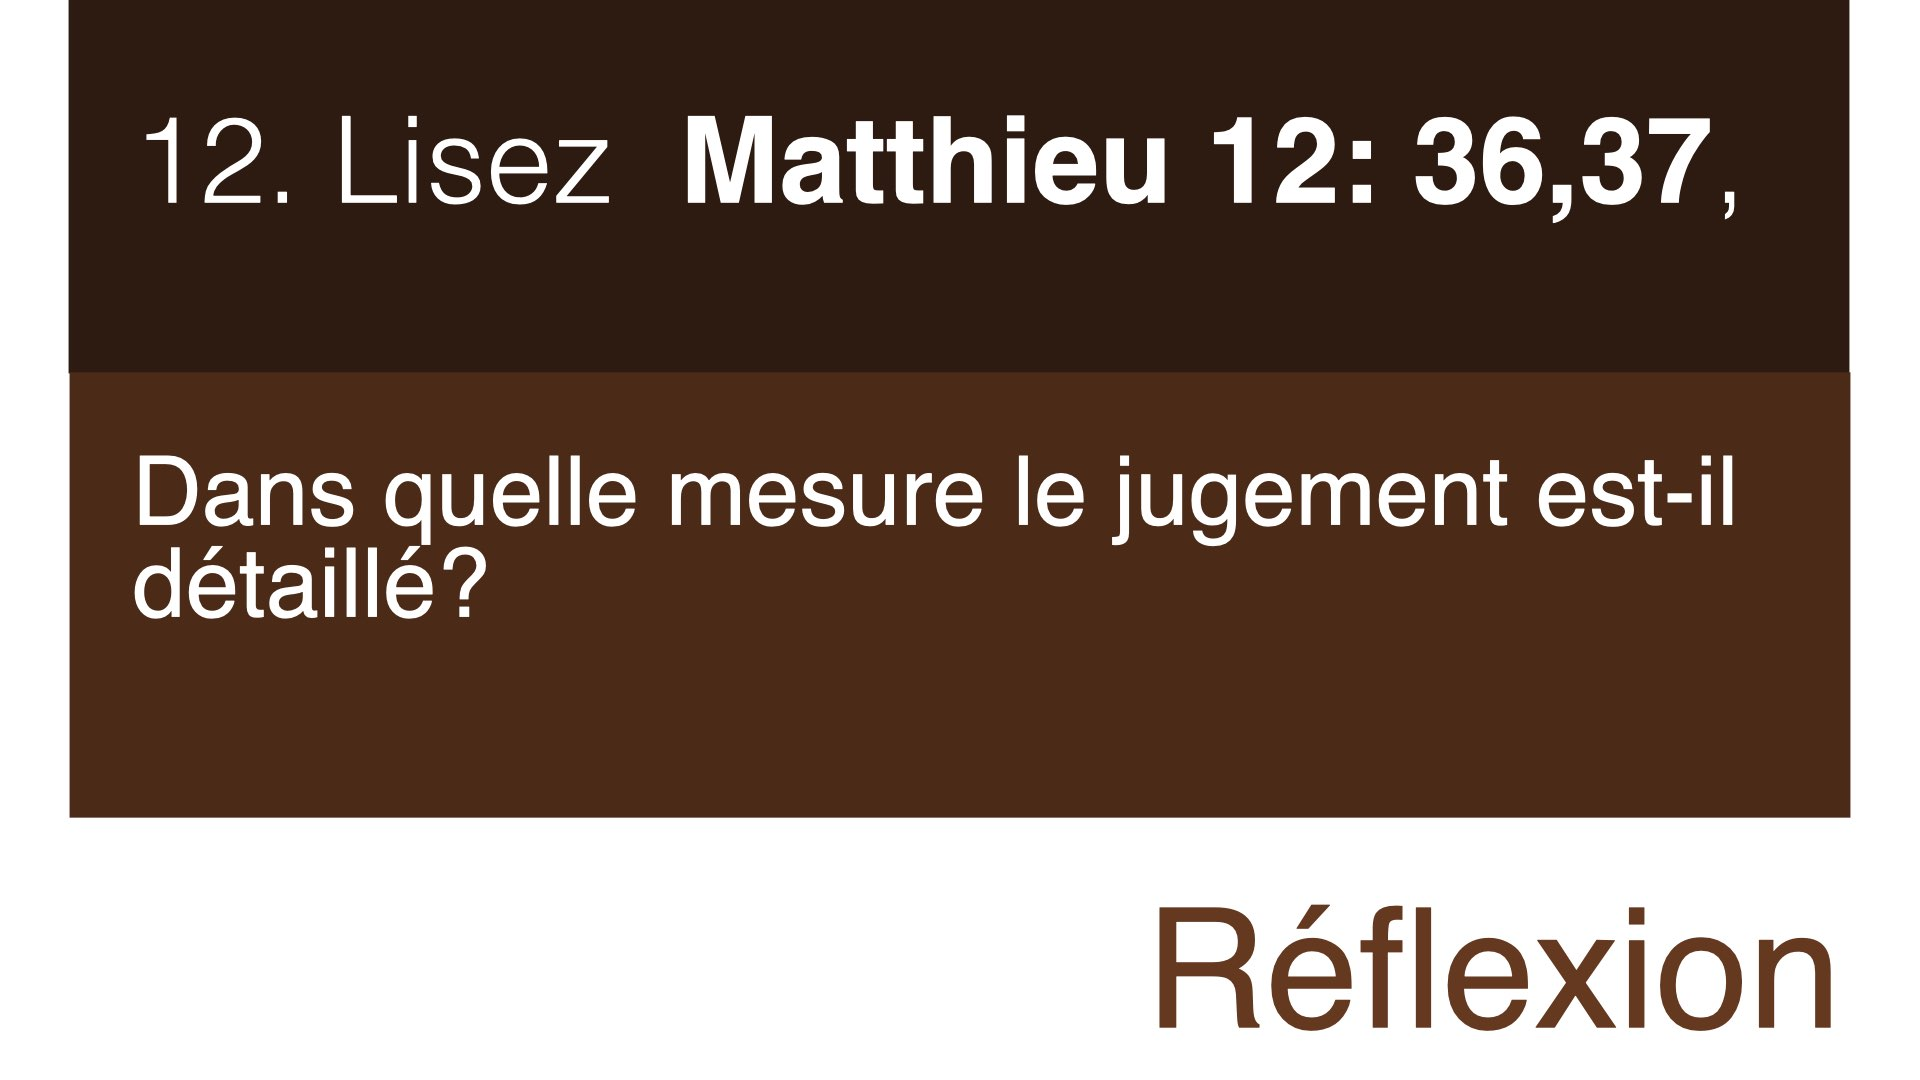 12. Lisez  Matthieu 12: 36,37,
Dans quelle mesure le jugement est-il
détaillé?
Réflexion